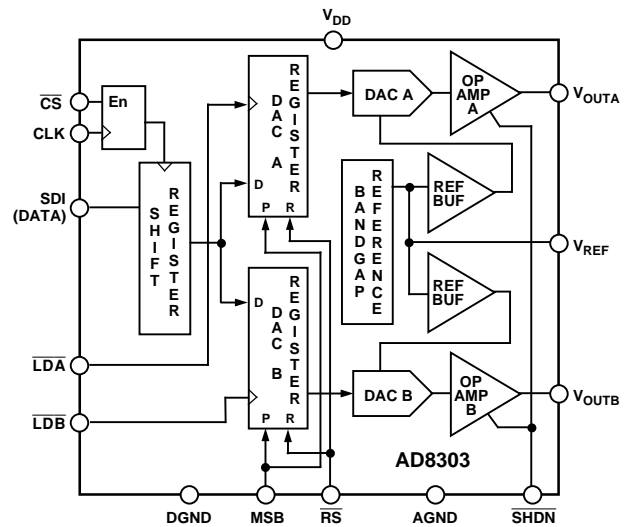 VDD
CS
CLK
SDI
(DATA)
LDA
LDB
En
SHIFT
REGISTER
DAC A
REGISTER
D
P R
DAC B
REGISTER
D
P R
DAC A
OP
AMP
A
VOUTA
BANDGAP
REFERENCE
REF
BUF
VREF
REF
BUF
DAC B
OP
AMP
B
VOUTB
AD8303
DGND
MSB
RS
AGND
SHDN